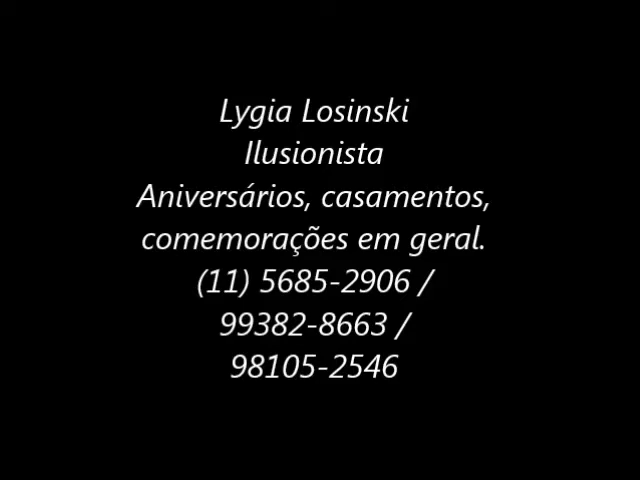 Lygia Losinski
Ilusionista
Aniversários, casamentos,
comemorações em geral.
(11) 5685-2906 /
99382-8663 /
98105-2546